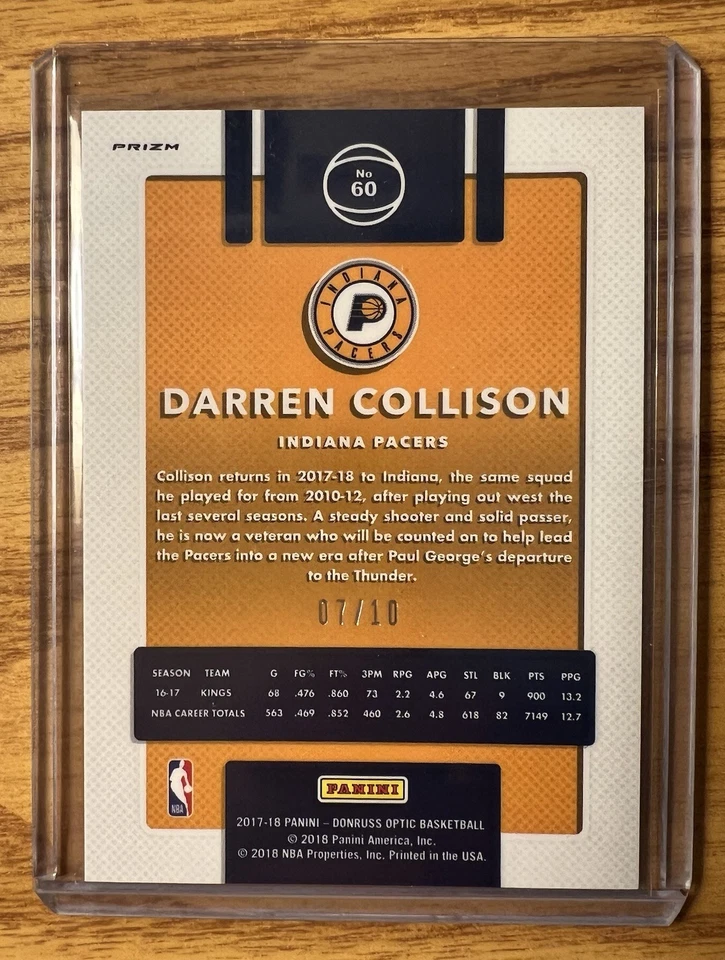 PRIZM
No
60
INDIANA
PACERS
DARREN COLLISON
INDIANA PACERS
Collison returns in 2017-18 to Indiana, the same squad
he played for from 2010-12, after playing out west the
last several seasons. A steady shooter and solid passer,
he is now a veteran who will be counted on to help lead
the Pacers into a new era after Paul George's departure
to the Thunder.
07/10
SEASON TEAM G FG% FT% 3PM RPG APG STL BLK PTS PPG
16-17 KINGS 68 .476 .860 73 2.2 4.6 67 9 900 13.2
NBA CAREER TOTALS 563 .469 .852 460 2.6 4.8 618 82 7149 12.7
NBA
PANINI
2017-18 PANINI – DONRUSS OPTIC BASKETBALL
© 2018 Panini America, Inc.
© 2018 NBA Properties, Inc. Printed in the USA.